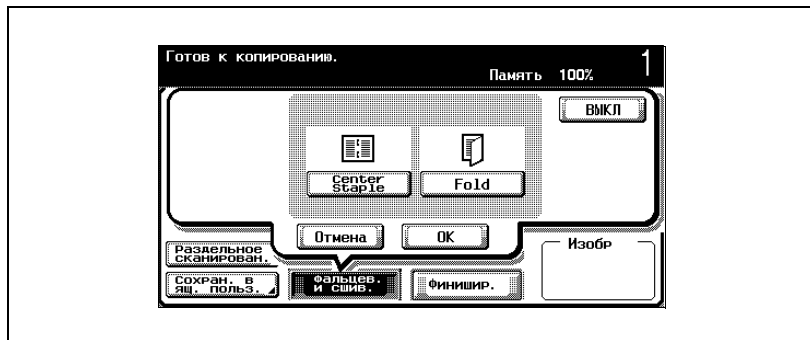 Готов к копированию.
Память 100% 1
ВЫКЛ
Center
Staple
Fold
Отмена
OK
Раздельное
сканирован.
Изобр
Сохран. в
ящ. польз.
Фальцев.
и сшив.
Финишир.